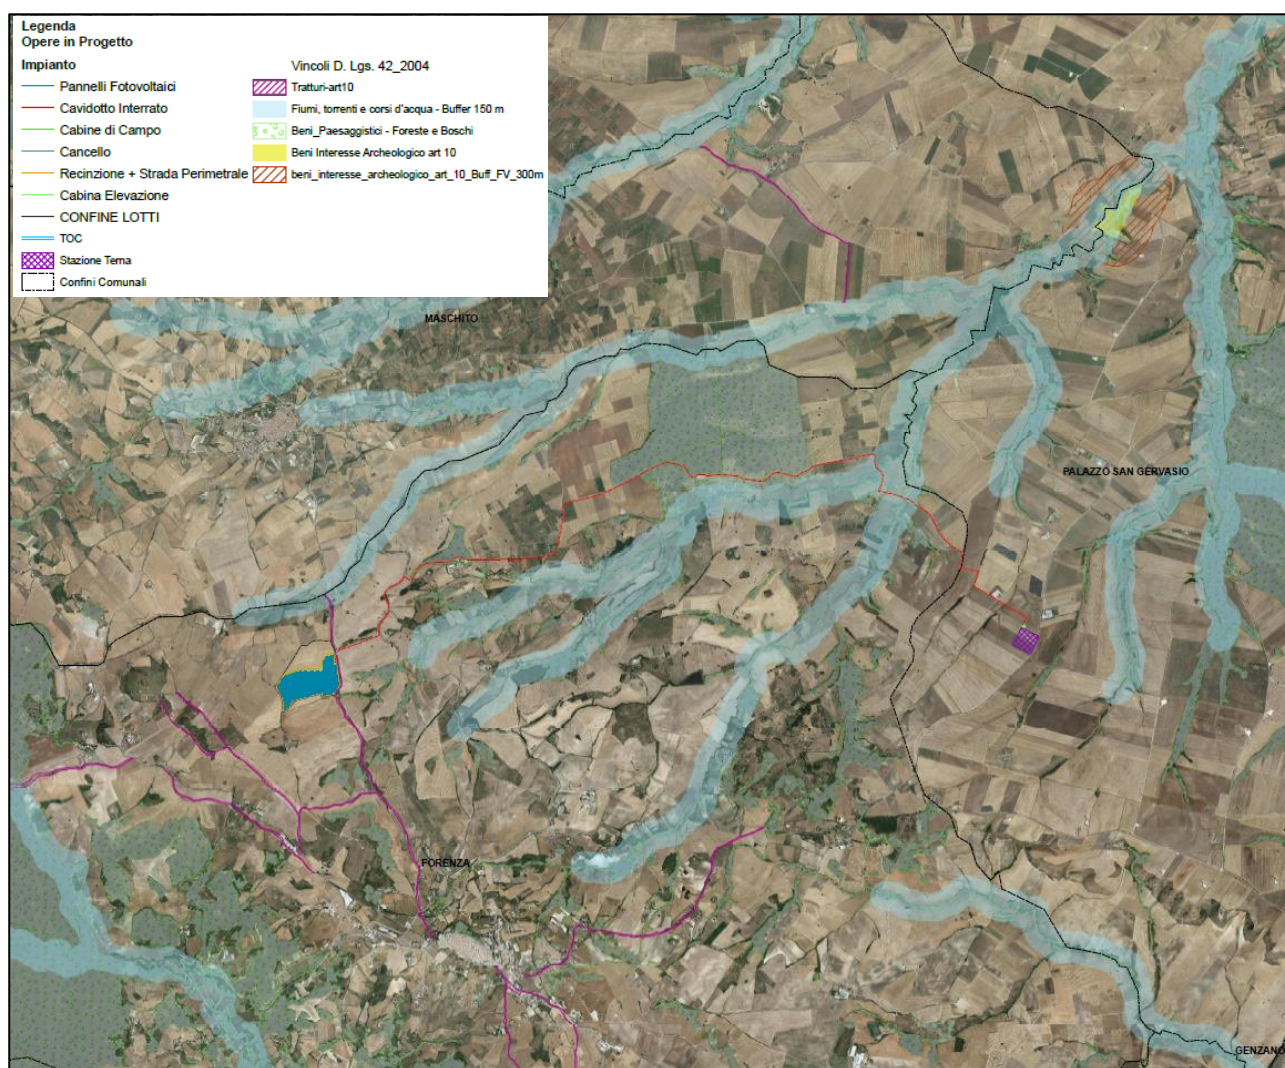 Legenda
Opere in Progetto
Impianto
Pannelli Fotovoltaici
Cavidotto Interrato
Cabine di Campo
Cancello
Recinzione + Strada Perimetrale
Cabina Elevazione
CONFINE LOTTI
TOC
Stazione Terna
Confini Comunali
Vincoli D. Lgs. 42_2004
Tratturi-art10
Fiumi, torrenti e corsi d'acqua - Buffer 150 m
Beni_Paesaggistici - Foreste e Boschi
Beni Interesse Archeologico art 10
beni_interesse_archeologico_art_10_Buff_FV_300m
MASCHITO
PALAZZO SAN GERVASIO
FORENZA
GENZANO